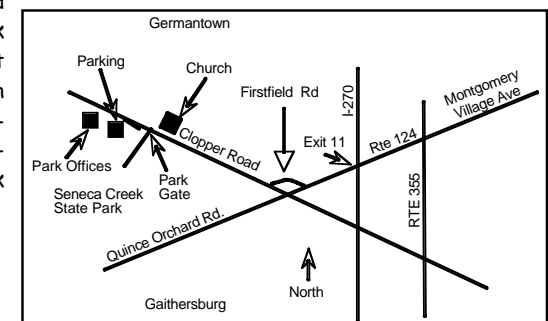 Germantown
Parking
Church
Firstfield Rd
I-270
Montgomery
Village Ave
Exit 11
Rte 124
Clopper Road
Park Offices
Park
Gate
Seneca Creek
State Park
RTE 355
Quince Orchard Rd.
North
Gaithersburg